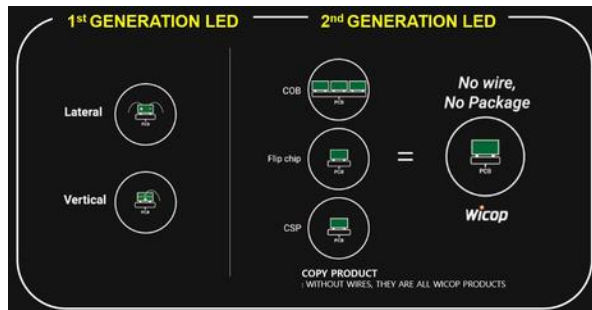 1st GENERATION LED
2nd GENERATION LED
Lateral
PCB
Vertical
PCB
COB
PCB
Flip chip
PCB
CSP
PCB
=
No wire,
No Package
PCB
Wicop
COPY PRODUCT
: WITHOUT WIRES, THEY ARE ALL WICOP PRODUCTS